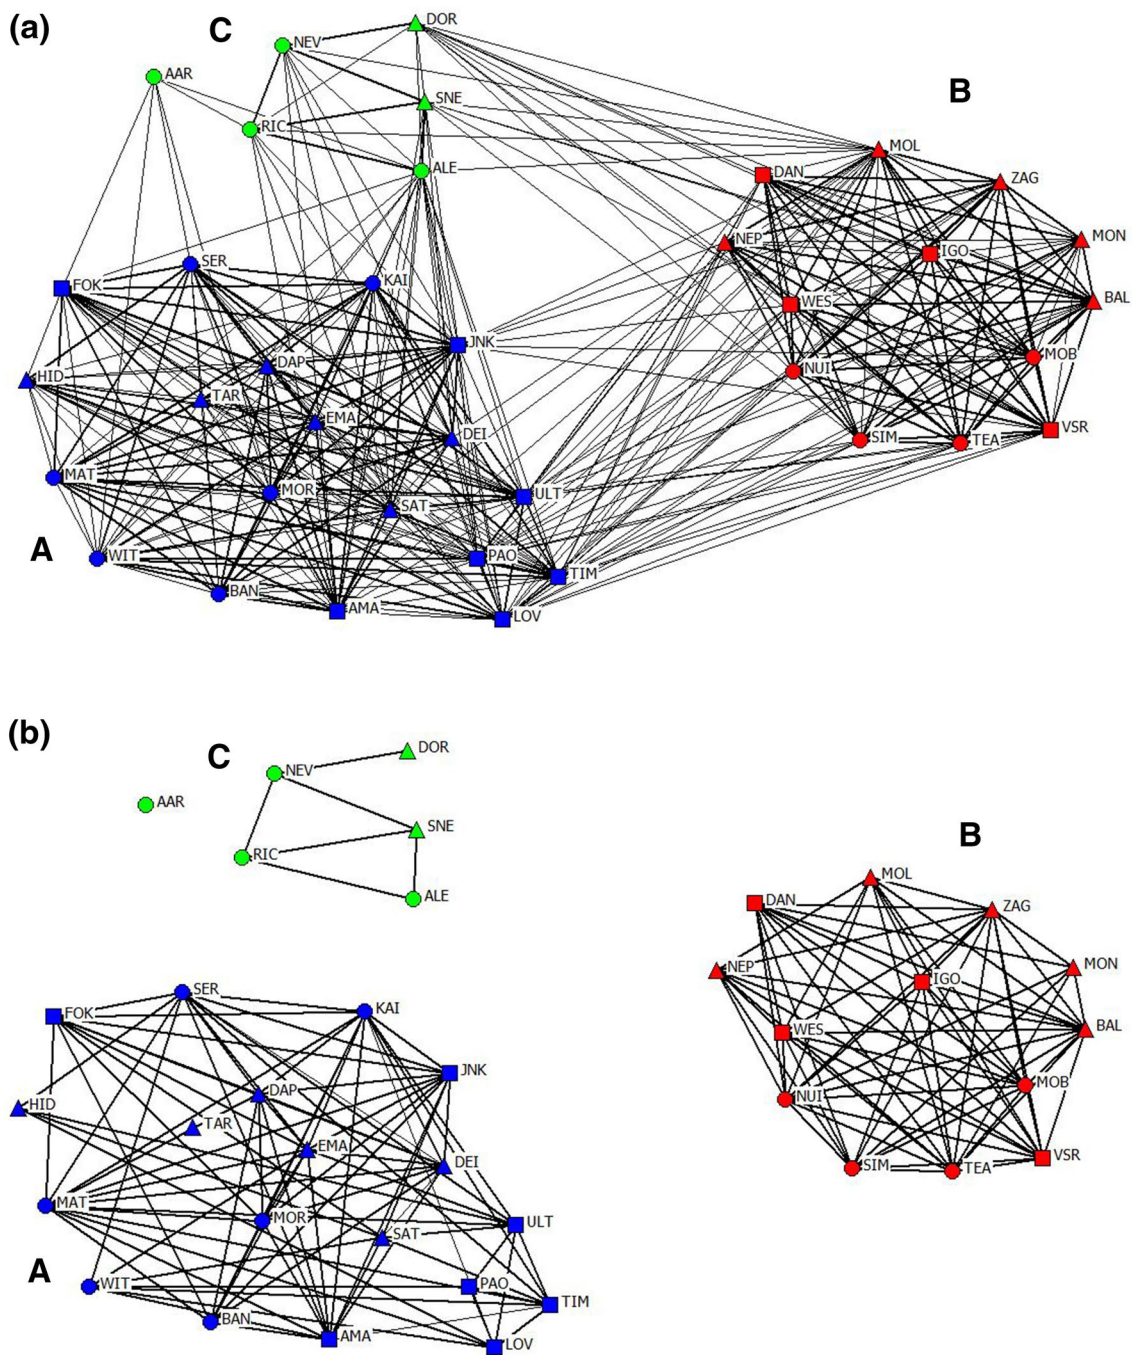 (a)
C
DOR
NEV
AAR
SNE
B
RIC
MOL
ALE
DAN
ZAG
NEP
MON
IGO
SER
KAI
FOK
WES
BAL
JNK
MOB
DAP
NUI
HID
TAR
EMA
DEI
SIM
TEA
VSR
MAT
MOR
SAT
ULT
A
WIT
PAO
TIM
BAN
AMA
LOV
(b)
C
DOR
NEV
AAR
SNE
B
RIC
MOL
ALE
DAN
ZAG
NEP
MON
IGO
SER
KAI
FOK
WES
BAL
JNK
MOB
DAP
NUI
HID
TAR
EMA
DEI
SIM
TEA
VSR
MAT
MOR
SAT
ULT
A
WIT
PAO
TIM
BAN
AMA
LOV